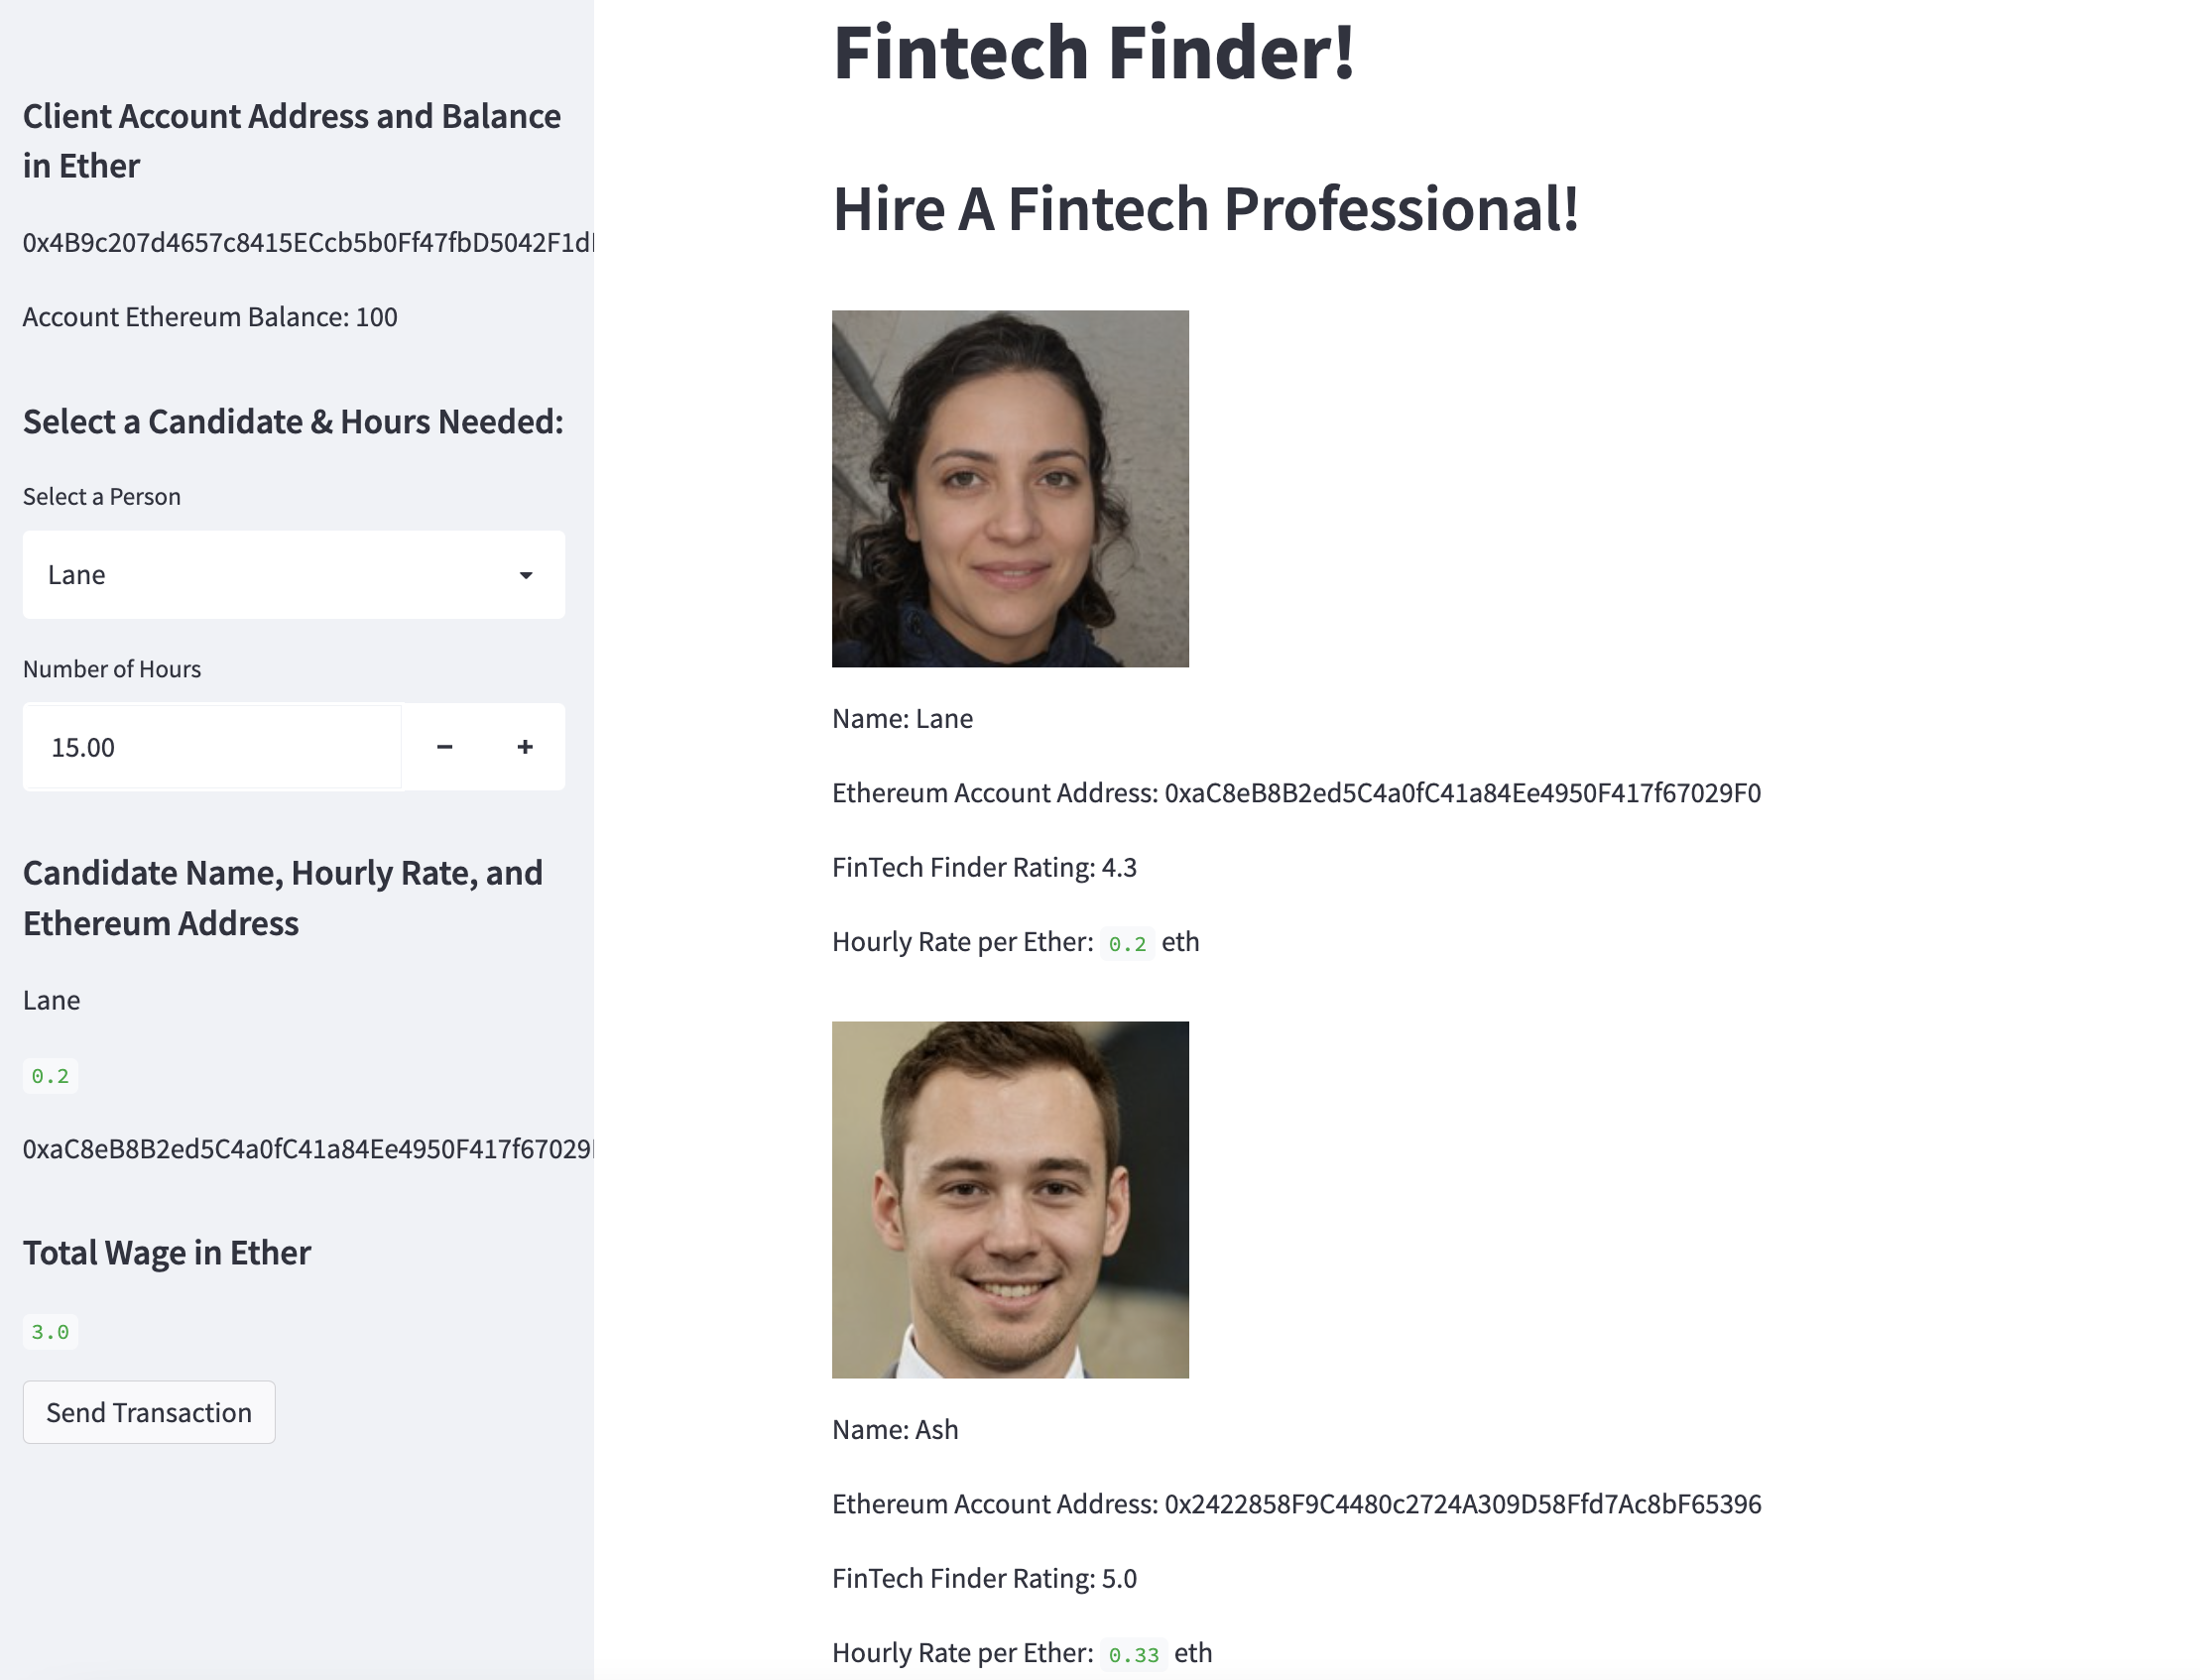 Client Account Address and Balance
in Ether
0x4B9c207d4657c8415ECcb5b0Ff47fbD5042F1d
Account Ethereum Balance: 100
Select a Candidate & Hours Needed:
Select a Person
Lane
Number of Hours
15.00
Candidate Name, Hourly Rate, and
Ethereum Address
Lane
0.2
0xaC8eB8B2ed5C4a0fC41a84Ee4950F417f67029
Total Wage in Ether
3.0
Send Transaction
Fintech Finder!
Hire A Fintech Professional!
Name: Lane
Ethereum Account Address: 0xaC8eB8B2ed5C4a0fC41a84Ee4950F417f67029F0
FinTech Finder Rating: 4.3
Hourly Rate per Ether: 0.2 eth
Name: Ash
Ethereum Account Address: 0x2422858F9C4480c2724A309D58Ffd7Ac8bF65396
FinTech Finder Rating: 5.0
Hourly Rate per Ether: 0.33 eth